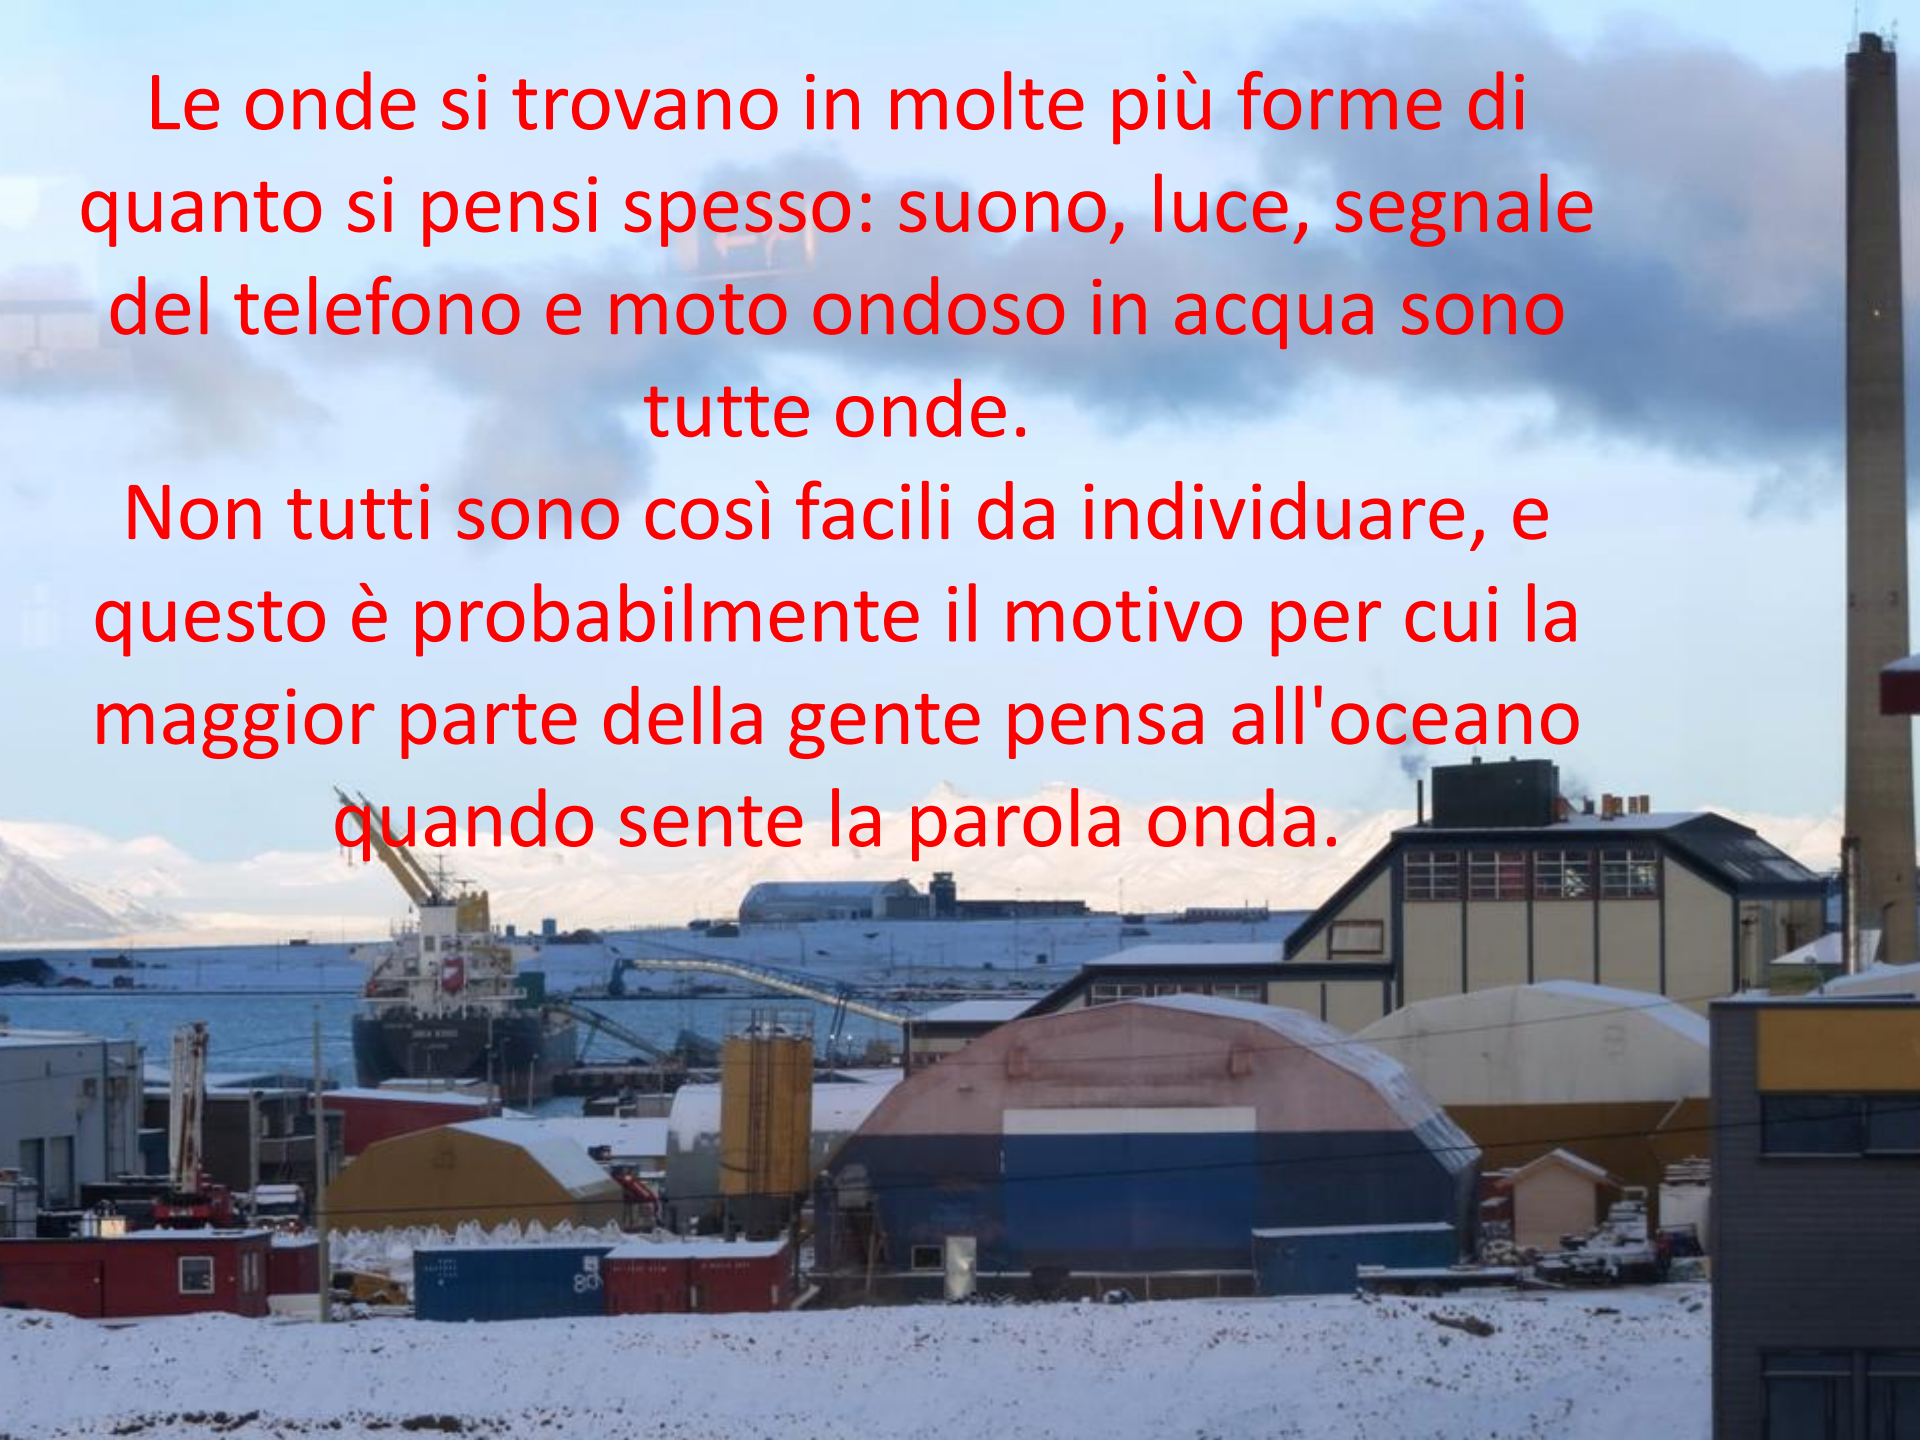 Le onde si trovano in molte più forme di
quanto si pensi spesso: suono, luce, segnale
del telefono e moto ondoso in acqua sono
tutte onde.
Non tutti sono così facili da individuare, e
questo è probabilmente il motivo per cui la
maggior parte della gente pensa all'oceano
quando sente la parola onda.
80